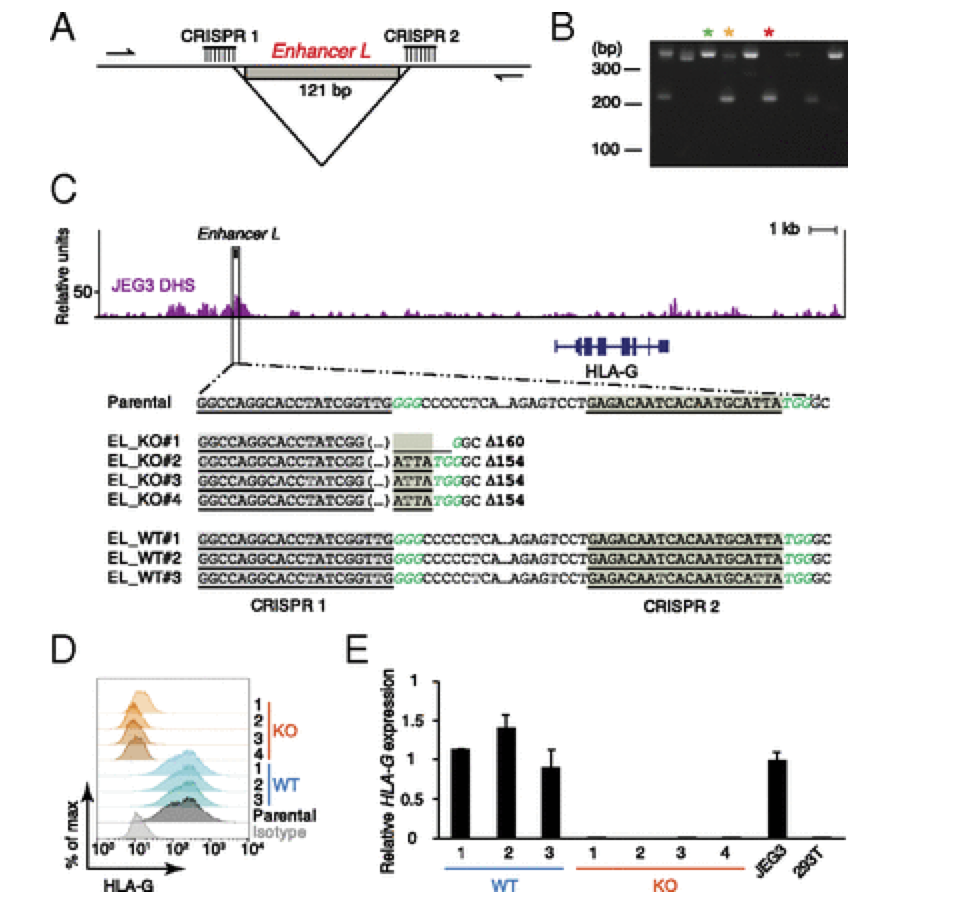 A
CRISPR 1
Enhancer L
CRISPR 2
121 bp
B
* * *
(bp)
300
200
100
C
Relative units
50
Enhancer L
JEG3 DHS
1 kb
HLA-G
Parental GGCCAGGCACCTATCGGTTGGGGCCCCCTCA…AGAGTCCTGAGACAATCACAATGCATTATGGGC
EL_KO#1 GGCCAGGCACCTATCGG(…) GGC Δ160
EL_KO#2 GGCCAGGCACCTATCGG(…)ATTATGGGC Δ154
EL_KO#3 GGCCAGGCACCTATCGG(…)ATTATGGGC Δ154
EL_KO#4 GGCCAGGCACCTATCGG(…)ATTATGGGC Δ154
EL_WT#1 GGCCAGGCACCTATCGGTTGGGGCCCCCTCA…AGAGTCCTGAGACAATCACAATGCATTATGGGC
EL_WT#2 GGCCAGGCACCTATCGGTTGGGGCCCCCTCA…AGAGTCCTGAGACAATCACAATGCATTATGGGC
EL_WT#3 GGCCAGGCACCTATCGGTTGGGGCCCCCTCA…AGAGTCCTGAGACAATCACAATGCATTATGGGC
CRISPR 1
CRISPR 2
D
1
2
3
4
KO
1
2
3
WT
Parental
Isotype
% of max
10⁰ 10¹ 10² 10³ 10⁴
HLA-G
E
Relative HLA-G expression
1
1.5
1
0.5
0
1 2 3 1 2 3 4 JEG3 293T
WT KO